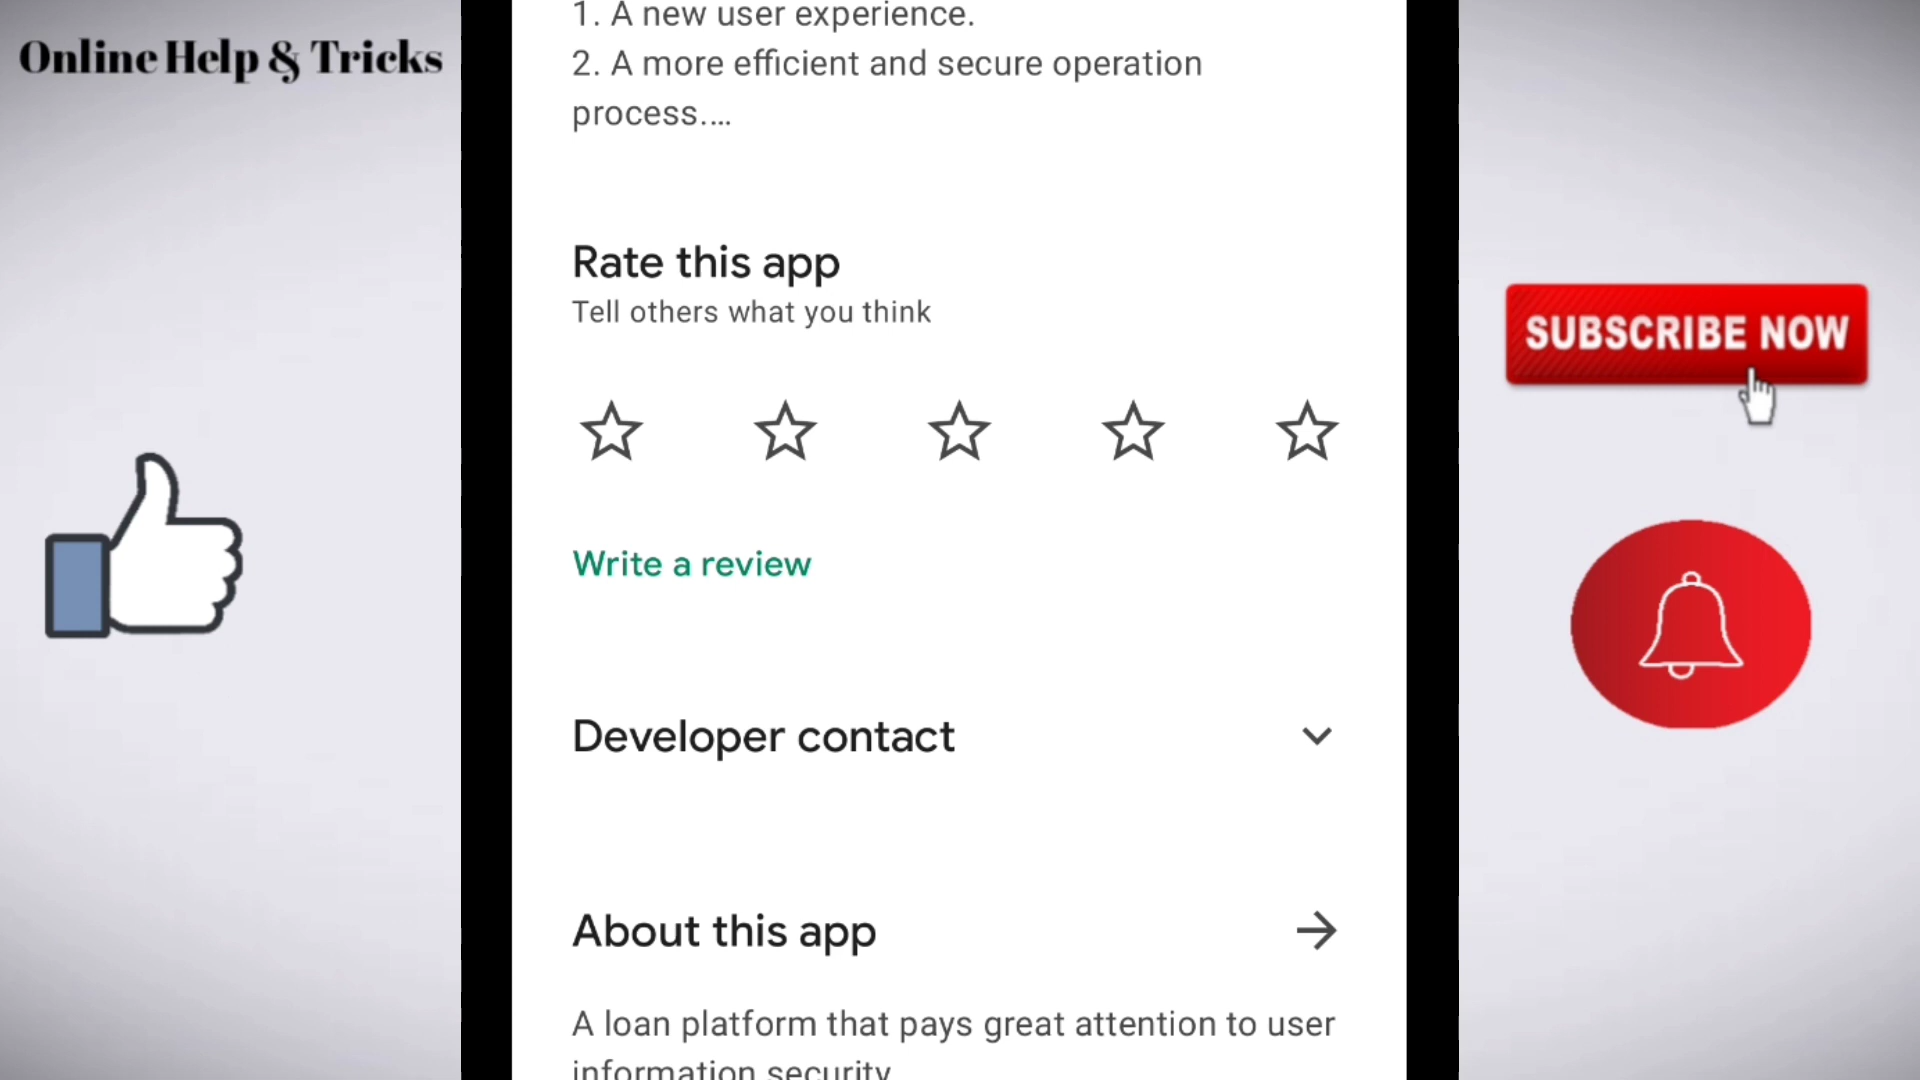 Online Help & Tricks
1. A new user experience.
2. A more efficient and secure operation
process....
Rate this app
Tell others what you think
Write a review
Developer contact
About this app
A loan platform that pays great attention to user
information security
SUBSCRIBE NOW